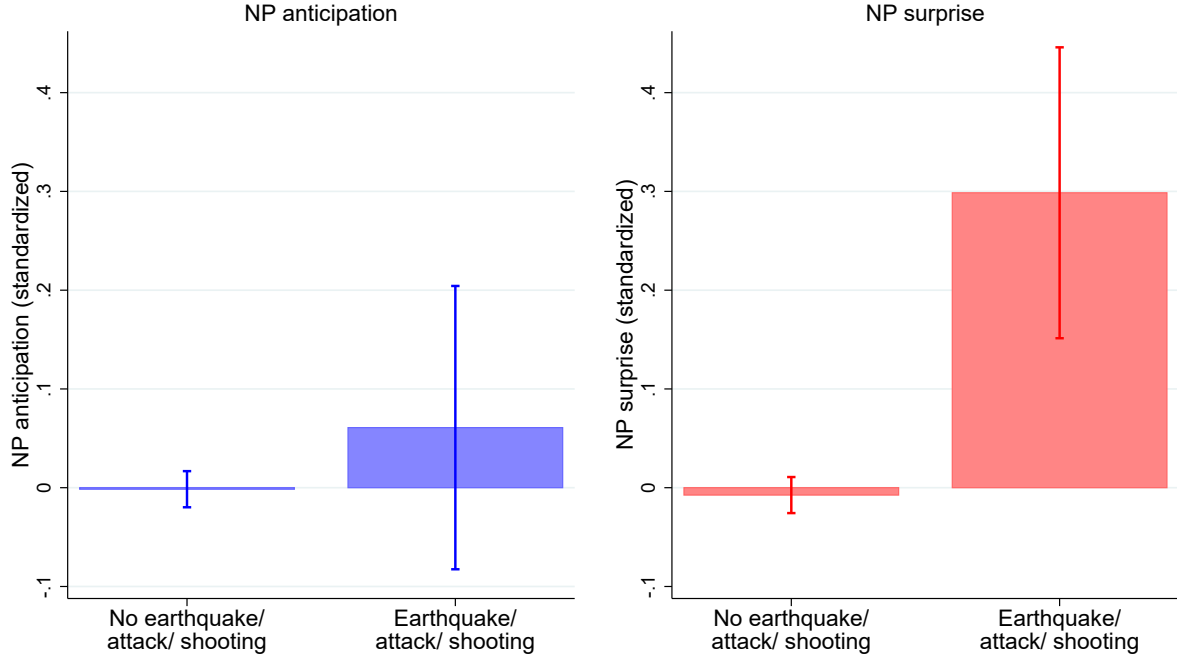 NP anticipation
NP anticipation (standardized)
.4
.3
.2
.1
0
-.1
No earthquake/
attack/ shooting
Earthquake/
attack/ shooting
NP surprise
NP surprise (standardized)
.4
.3
.2
.1
0
-.1
No earthquake/
attack/ shooting
Earthquake/
attack/ shooting